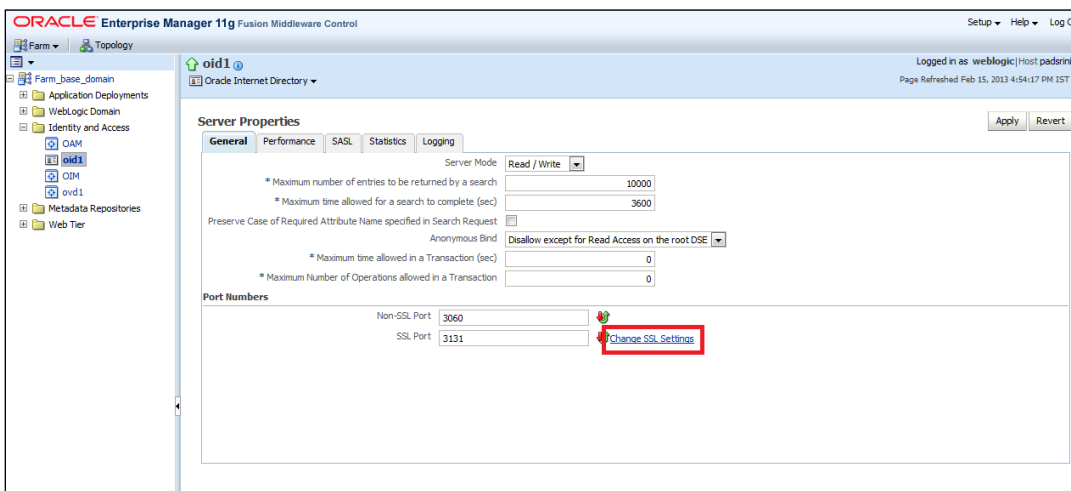 ORACLE Enterprise Manager 11g Fusion Middleware Control
Setup Help Log
Farm Topology
Farm_base_domain
Application Deployments
WebLogic Domain
Identity and Access
OAM
oid1
OIM
ovd1
Metadata Repositories
Web Tier
oid1
Oracle Internet Directory
Logged in as weblogic|Host padsrini
Page Refreshed Feb 15, 2013 4:54:17 PM IST
Server Properties
Apply Revert
General Performance SASL Statistics Logging
Server Mode Read / Write
* Maximum number of entries to be returned by a search 10000
* Maximum time allowed for a search to complete (sec) 3600
Preserve Case of Required Attribute Name specified in Search Request
Anonymous Bind Disallow except for Read Access on the root DSE
* Maximum time allowed in a Transaction (sec) 0
* Maximum Number of Operations allowed in a Transaction 0
Port Numbers
Non-SSL Port 3060
SSL Port 3131 Change SSL Settings